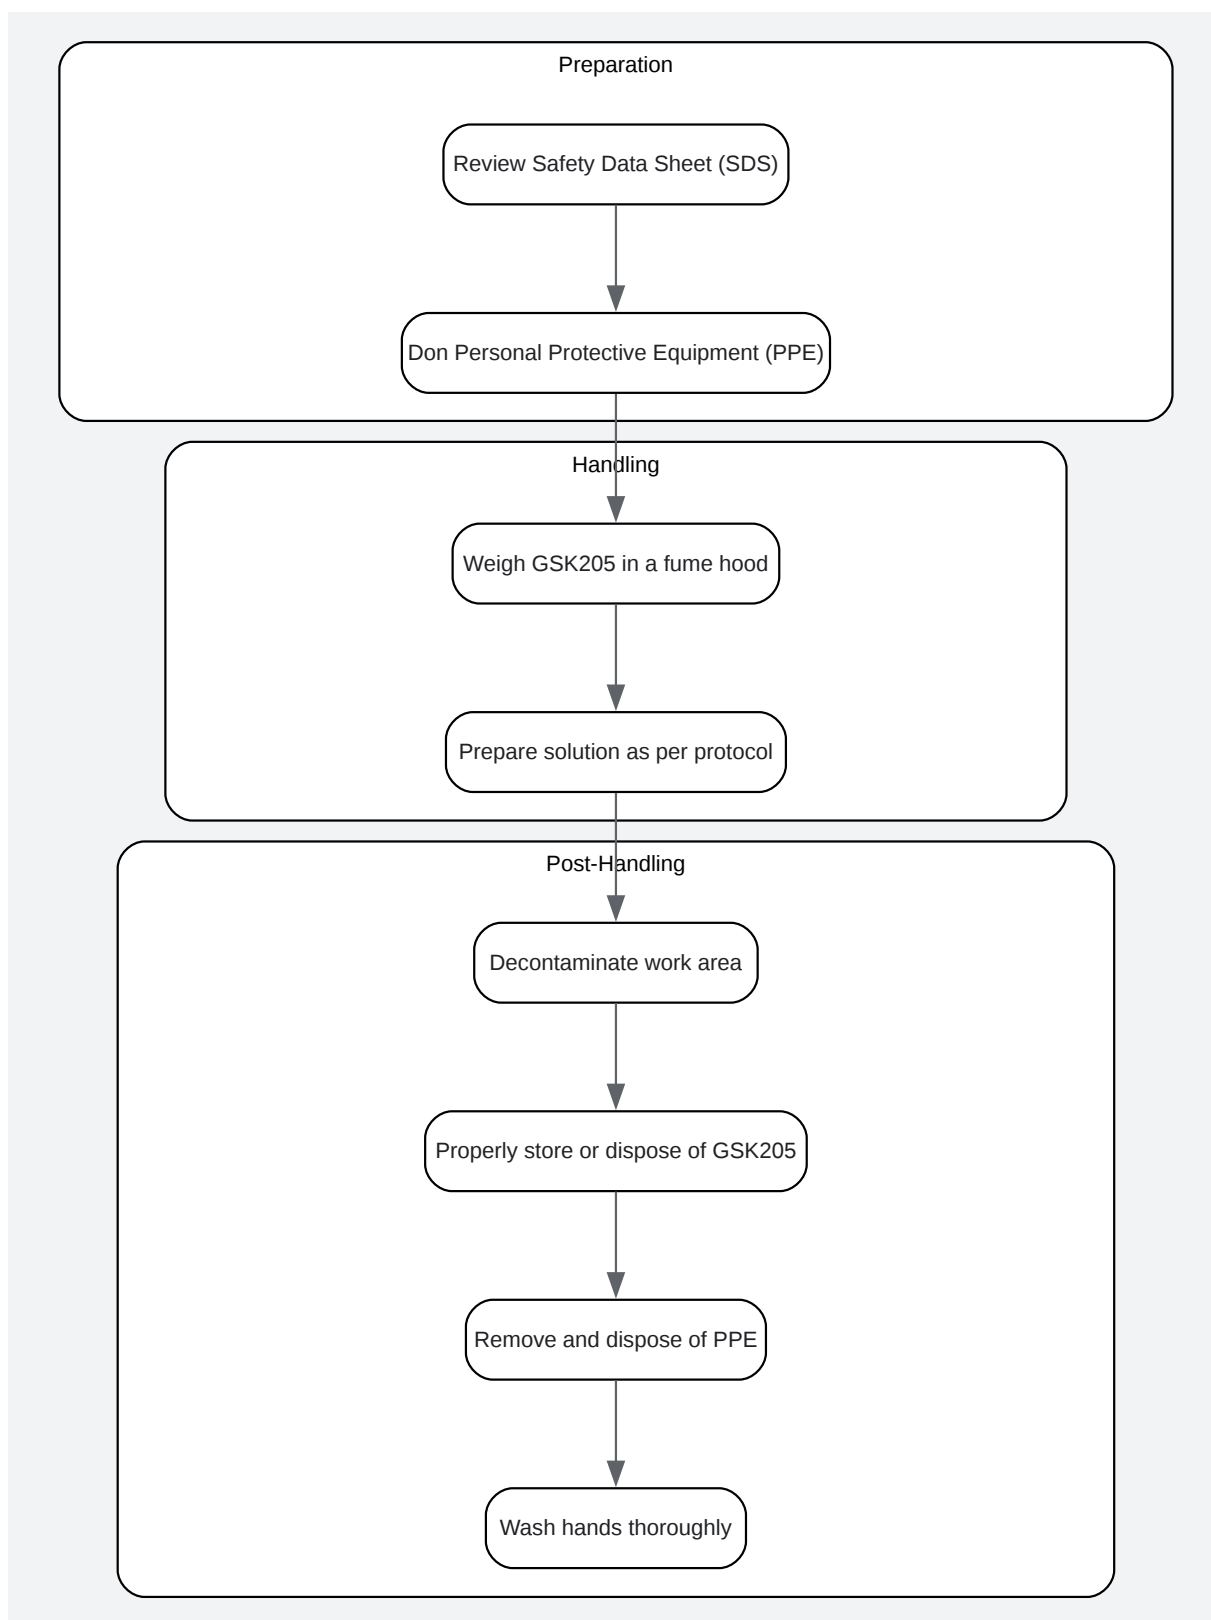 Preparation
Review Safety Data Sheet (SDS)
Don Personal Protective Equipment (PPE)
Handling
Weigh GSK205 in a fume hood
Prepare solution as per protocol
Post-Handling
Decontaminate work area
Properly store or dispose of GSK205
Remove and dispose of PPE
Wash hands thoroughly